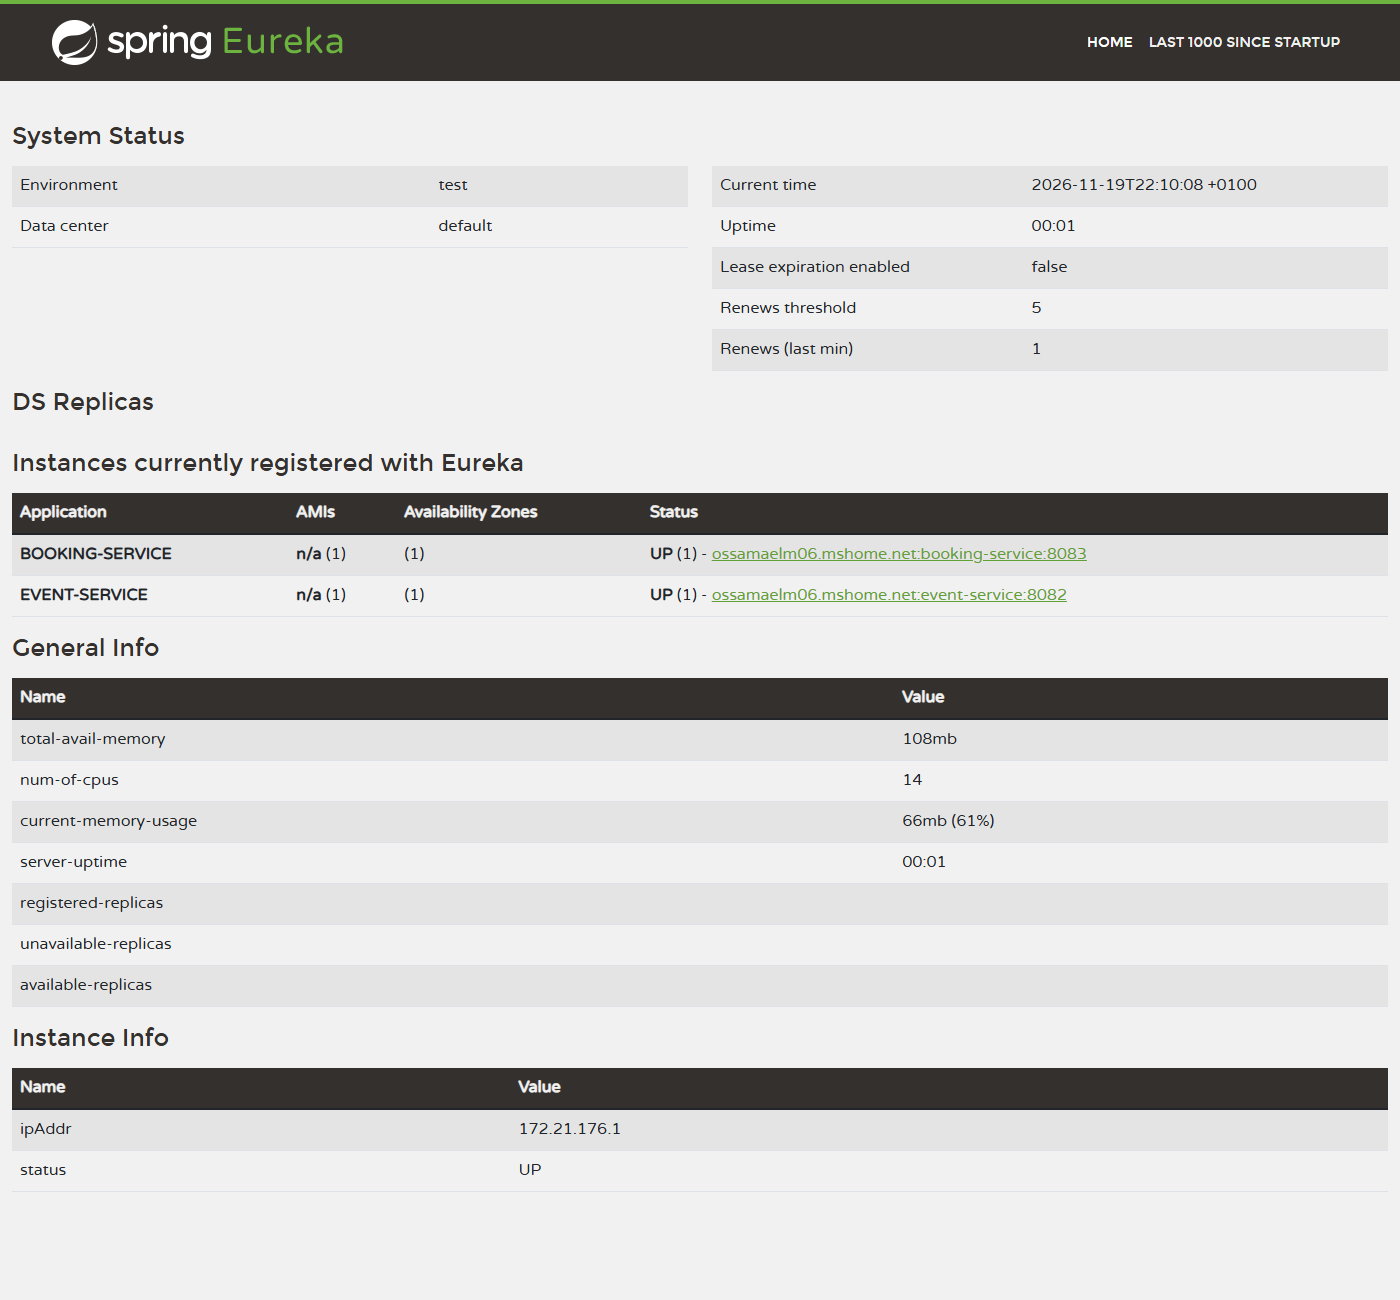 spring Eureka
HOME LAST 1000 SINCE STARTUP
System Status
Environment test
Data center default
Current time 2026-11-19T22:10:08 +0100
Uptime 00:01
Lease expiration enabled false
Renews threshold 5
Renews (last min) 1
DS Replicas
Instances currently registered with Eureka
Application AMIs Availability Zones Status
BOOKING-SERVICE n/a (1) (1) UP (1) - ossamaelm06.mshome.net:booking-service:8083
EVENT-SERVICE n/a (1) (1) UP (1) - ossamaelm06.mshome.net:event-service:8082
General Info
Name Value
total-avail-memory 108mb
num-of-cpus 14
current-memory-usage 66mb (61%)
server-uptime 00:01
registered-replicas
unavailable-replicas
available-replicas
Instance Info
Name Value
ipAddr 172.21.176.1
status UP